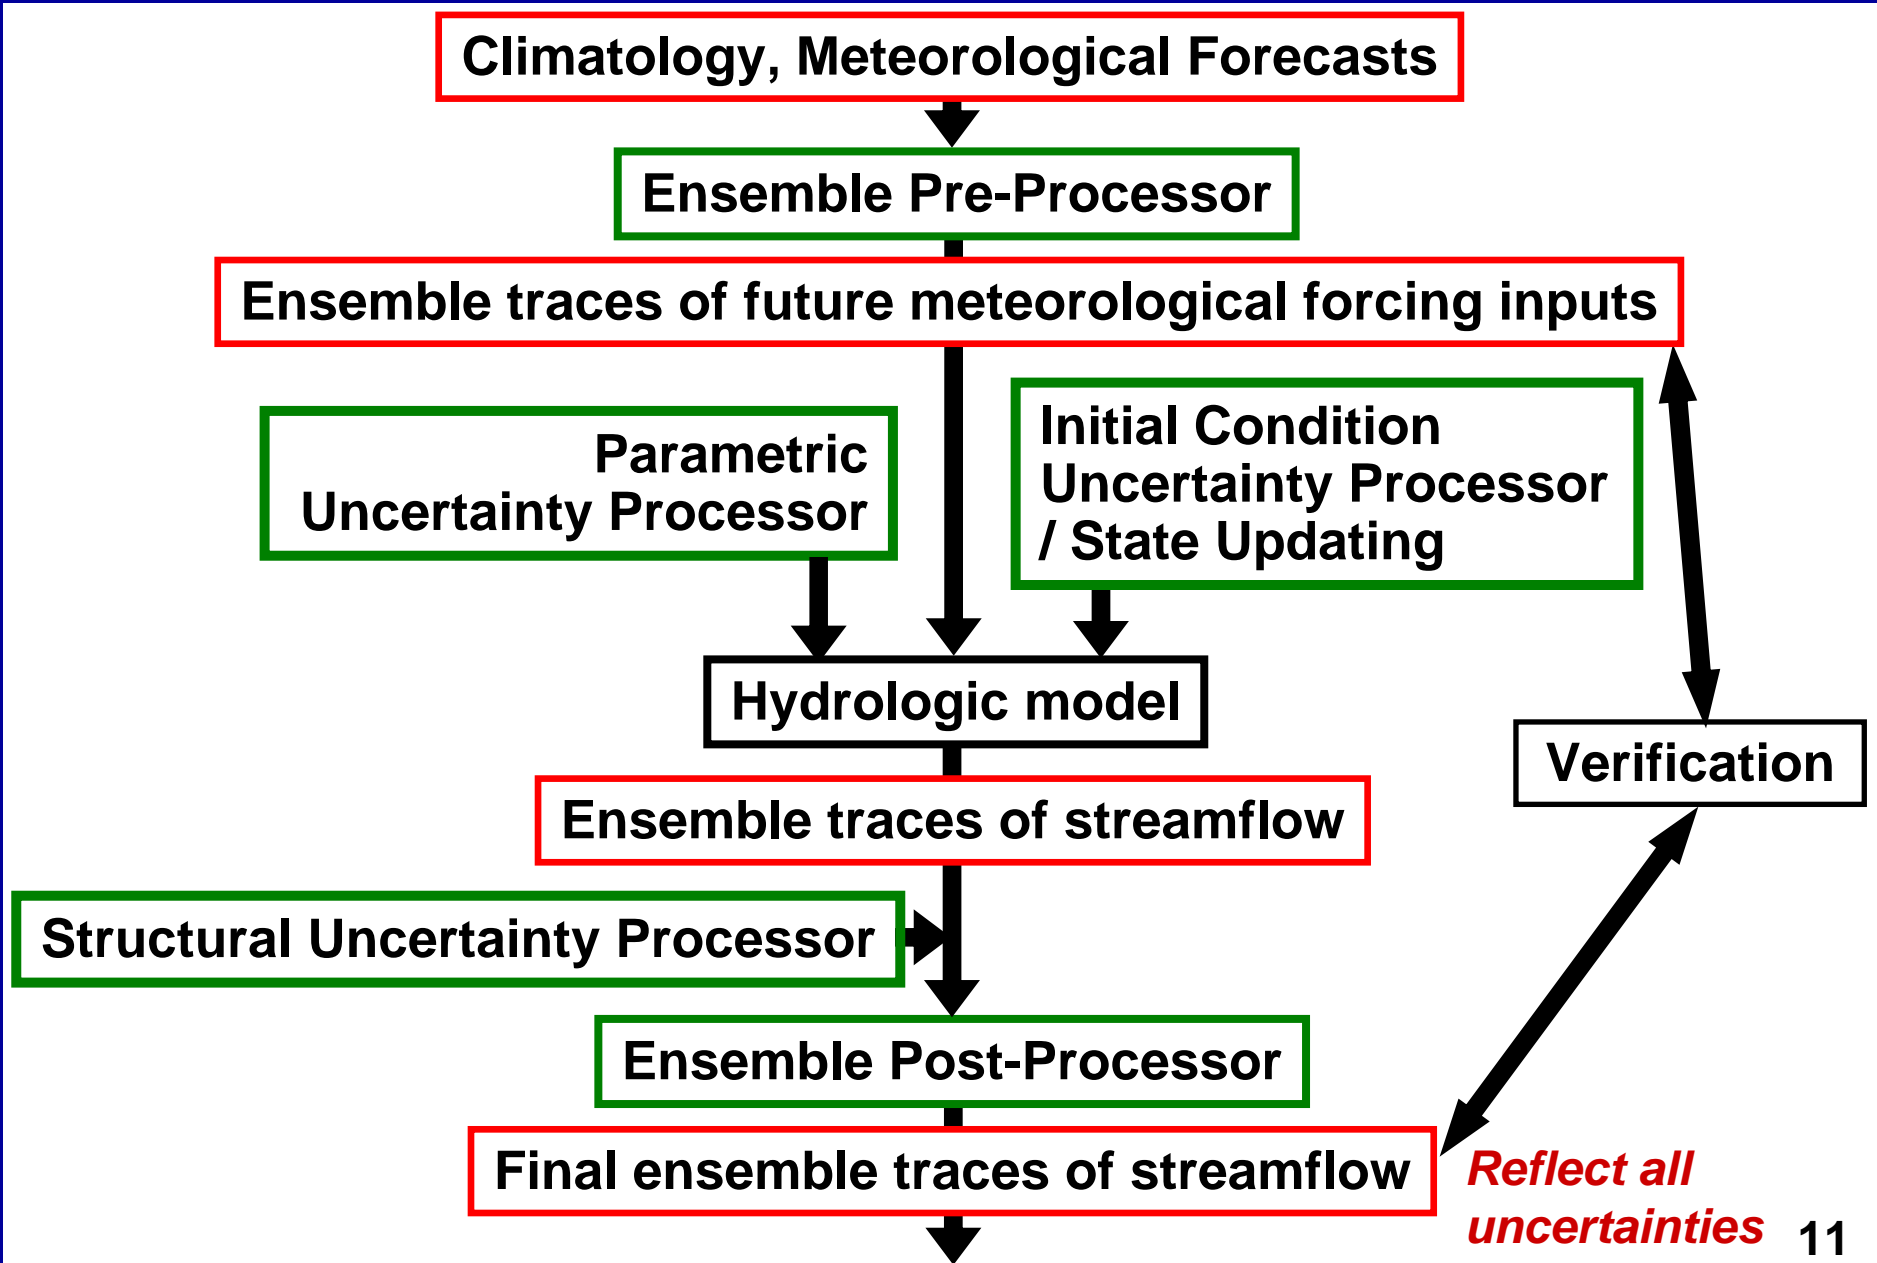 Climatology, Meteorological Forecasts
Ensemble Pre-Processor
Ensemble traces of future meteorological forcing inputs
Parametric
Uncertainty Processor
Initial Condition
Uncertainty Processor
/ State Updating
Hydrologic model
Verification
Ensemble traces of streamflow
Structural Uncertainty Processor
Ensemble Post-Processor
Final ensemble traces of streamflow
Reflect all
uncertainties
11